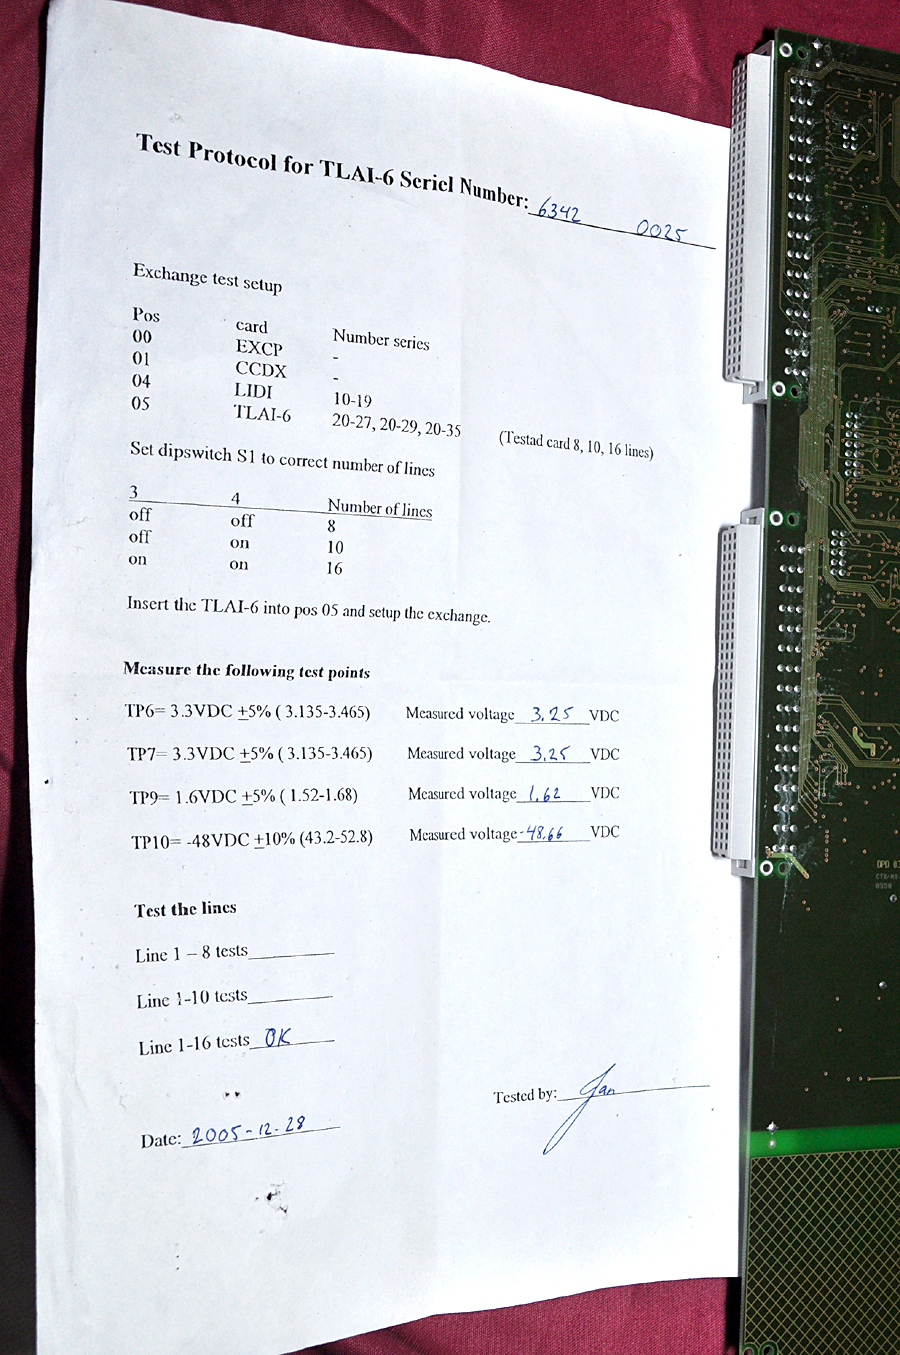 Test Protocol for TLAI-6 Seriel Number: 6342 0025
Exchange test setup
Pos card Number series
00 EXCP -
01 CCDX -
04 LIDI 10-19
05 TLAI-6 20-27, 20-29, 20-35 (Testad card 8, 10, 16 lines)
Set dipswitch S1 to correct number of lines
3 4 Number of lines
off off 8
off on 10
on on 16
Insert the TLAI-6 into pos 05 and setup the exchange.
Measure the following test points
TP6= 3.3VDC ±5% ( 3.135-3.465) Measured voltage 3.25 VDC
TP7= 3.3VDC ±5% ( 3.135-3.465) Measured voltage 3.25 VDC
TP9= 1.6VDC ±5% ( 1.52-1.68) Measured voltage 1.62 VDC
TP10= -48VDC ±10% (43.2-52.8) Measured voltage -48.66 VDC
Test the lines
Line 1 – 8 tests
Line 1-10 tests
Line 1-16 tests OK
Tested by: Jan
Date: 2005-12-28
DPD